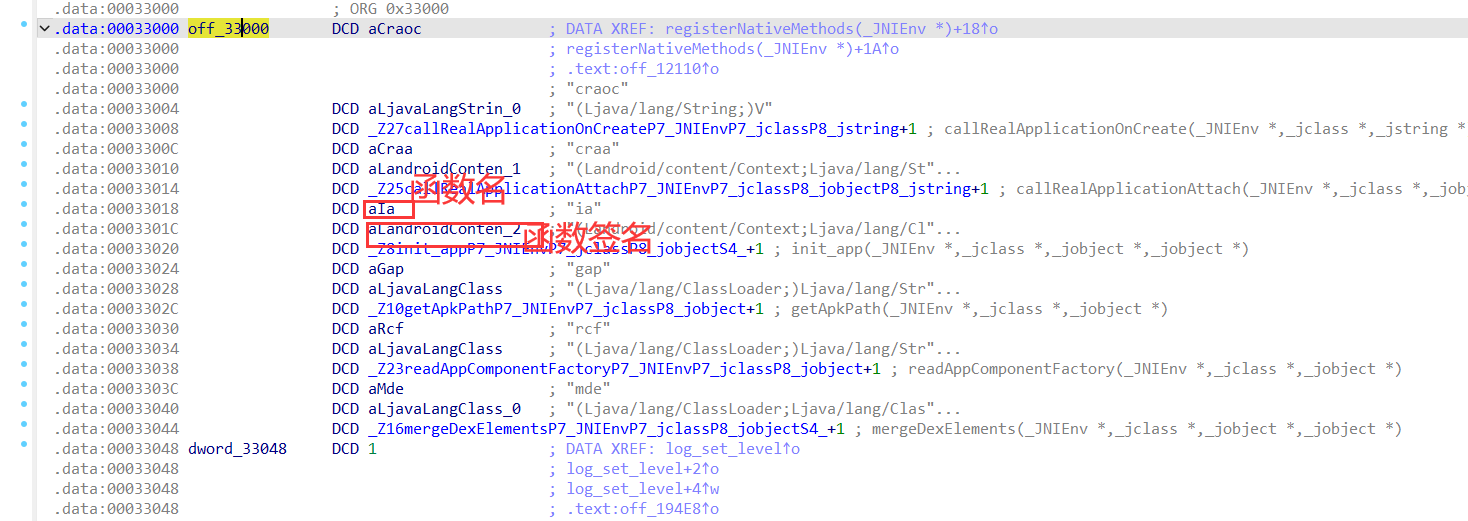 .data:00033000 ; ORG 0x33000
.data:00033000 off_33000 DCD aCraoc ; DATA XREF: registerNativeMethods(_JNIEnv *)+18↑o
.data:00033000 ; registerNativeMethods(_JNIEnv *)+1A↑o
.data:00033000 ; .text:off_12110↑o
.data:00033000 ; "craoc"
.data:00033004 DCD aLjavaLangStrin_0 ; "(Ljava/lang/String;)V"
.data:00033008 DCD _Z27callRealApplicationOnCreateP7_JNIEnvP7_jclassP8_jstring+1 ; callRealApplicationOnCreate(_JNIEnv *,_jclass *,_jstring *
.data:0003300C DCD aCraa ; "craa"
.data:00033010 DCD aLandroidConten_1 ; "(Landroid/content/Context;Ljava/lang/St"...
.data:00033014 DCD _Z25callRealApplicationAttachP7_JNIEnvP7_jclassP8_jobjectP8_jstring+1 ; callRealApplicationAttach(_JNIEnv *,_jclass *,_job
函数名
.data:00033018 DCD aIa ; "ia"
.data:0003301C DCD aLandroidConten_2 ; "(Landroid/content/Context;Ljava/lang/Cl"...
函数签名
.data:00033020 DCD _Z8init_appP7_JNIEnvP7_jclassP8_jobjectS4_+1 ; init_app(_JNIEnv *,_jclass *,_jobject *,_jobject *)
.data:00033024 DCD aGap ; "gap"
.data:00033028 DCD aLjavaLangClass ; "(Ljava/lang/ClassLoader;)Ljava/lang/Str"...
.data:0003302C DCD _Z10getApkPathP7_JNIEnvP7_jclassP8_jobject+1 ; getApkPath(_JNIEnv *,_jclass *,_jobject *)
.data:00033030 DCD aRcf ; "rcf"
.data:00033034 DCD aLjavaLangClass ; "(Ljava/lang/ClassLoader;)Ljava/lang/Str"...
.data:00033038 DCD _Z23readAppComponentFactoryP7_JNIEnvP7_jclassP8_jobject+1 ; readAppComponentFactory(_JNIEnv *,_jclass *,_jobject *)
.data:0003303C DCD aMde ; "mde"
.data:00033040 DCD aLjavaLangClass_0 ; "(Ljava/lang/ClassLoader;Ljava/lang/Clas"...
.data:00033044 DCD _Z16mergeDexElementsP7_JNIEnvP7_jclassP8_jobjectS4_+1 ; mergeDexElements(_JNIEnv *,_jclass *,_jobject *,_jobject *)
.data:00033048 dword_33048 DCD 1 ; DATA XREF: log_set_level↑o
.data:00033048 ; log_set_level+2↑o
.data:00033048 ; log_set_level+4↑w
.data:00033048 ; .text:off_194E8↑o